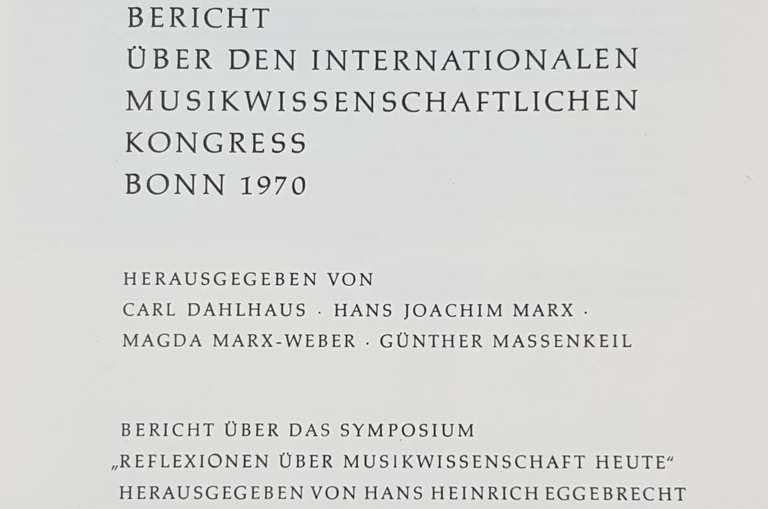 BERICHT
ÜBER DEN INTERNATIONALEN
MUSIKWISSENSCHAFTLICHEN
KONGRESS
BONN 1970
HERAUSGEGEBEN VON
CARL DAHLHAUS · HANS JOACHIM MARX ·
MAGDA MARX-WEBER · GÜNTHER MASSENKEIL
BERICHT ÜBER DAS SYMPOSIUM
„REFLEXIONEN ÜBER MUSIKWISSENSCHAFT HEUTE“
HERAUSGEGEBEN VON HANS HEINRICH EGGEBRECHT